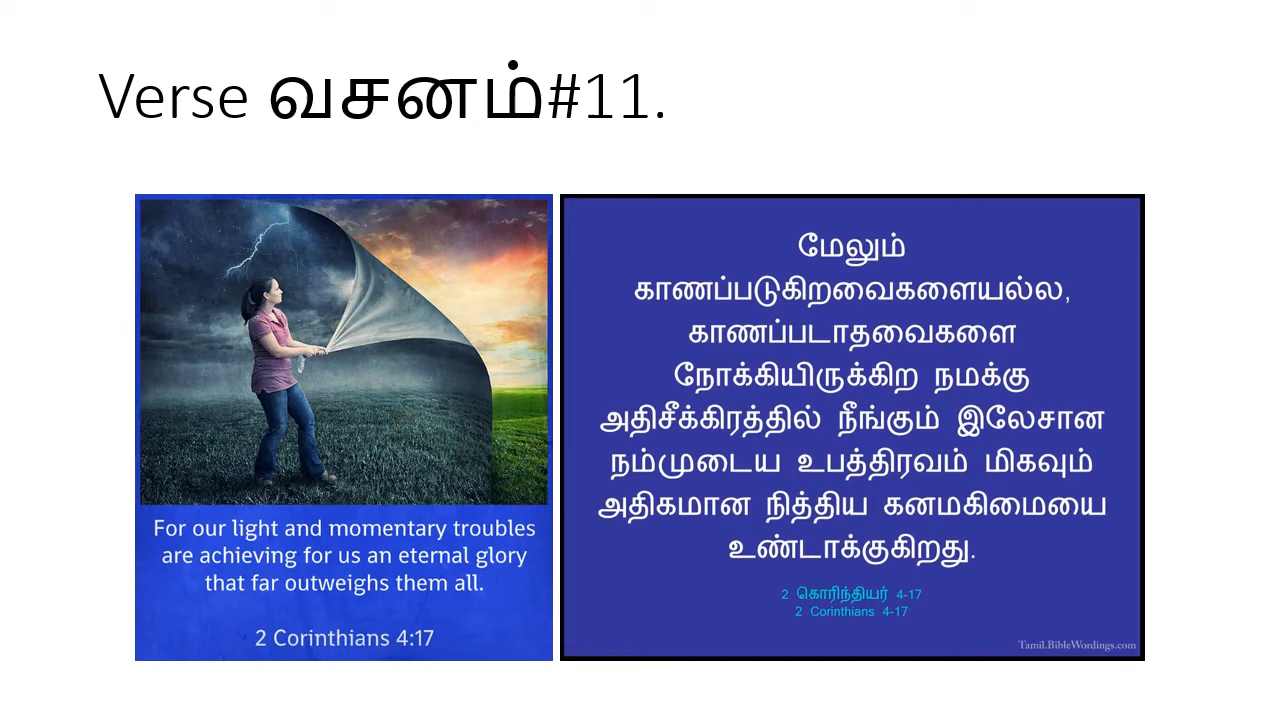 Verse வசனம்#11.
For our light and momentary troubles
are achieving for us an eternal glory
that far outweighs them all.
2 Corinthians 4:17
மேலும்
காணப்படுகிறவைகளையல்ல,
காணப்படாதவைகளை
நோக்கியிருக்கிற நமக்கு
அதிசீக்கிரத்தில் நீங்கும் இலேசான
நம்முடைய உபத்திரவம் மிகவும்
அதிகமான நித்திய கனமகிமையை
உண்டாக்குகிறது.
2 கொரிந்தியர் 4-17
2 Corinthians 4-17
Tamil.BibleWordings.com